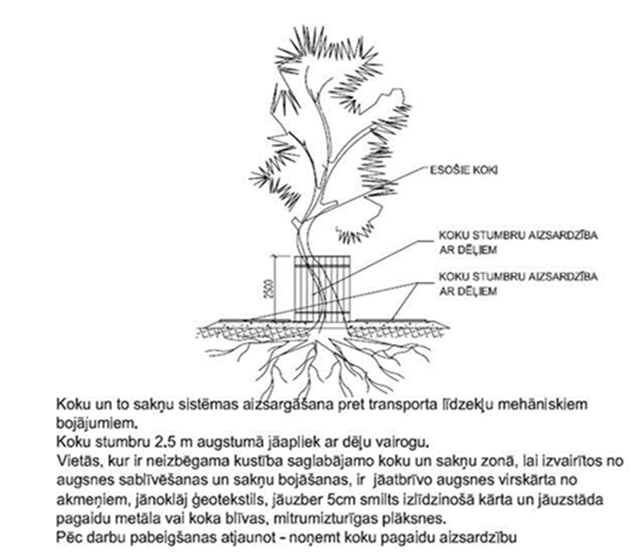 ESOŠIE KOKI
KOKU STUMBRU AIZSARDZĪBA
AR DĒĻIEM
2500
KOKU STUMBRU AIZSARDZĪBA
AR DĒĻIEM
Koku un to sakņu sistēmas aizsargāšana pret transporta līdzekļu mehāniskiem
bojājumiem.
Koku stumbru 2,5 m augstumā jāapliek ar dēļu vairogu.
Vietās, kur ir neizbēgama kustība saglabājamo koku un sakņu zonā, lai izvairītos no
augsnes sablīvēšanas un sakņu bojāšanas, ir jāatbrīvo augsnes virskārta no
akmeņiem, jānoklāj ģeotekstils, jāuzber 5cm smilts izlīdzinošā kārta un jāuzstāda
pagaidu metāla vai koka blīvas, mitrumizturīgas plāksnes.
Pēc darbu pabeigšanas atjaunot - noņemt koku pagaidu aizsardzību